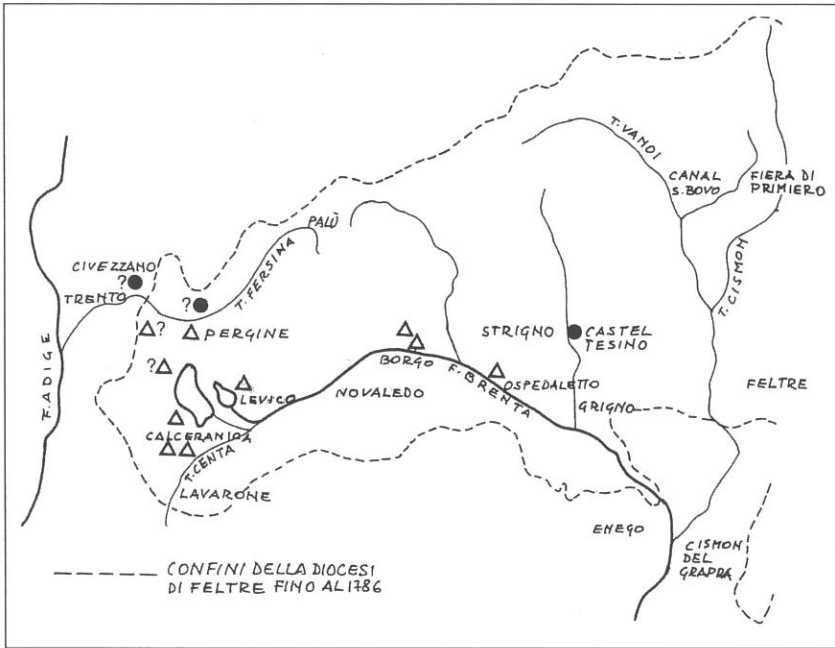 T. VANOI
CANAL
S. BOVO
FIERA DI
PRIMIERO
PALÙ
T. FERSINA
CIVEZZANO
?
TRENTO
?
?
PERGINE
T. CISMON
F. ADIGE
STRIGNO
CASTEL
TESINO
BORGO
F. BRENTA
?
LEVICO
NOVALEDO
OSPEDALETTO
FELTRE
GRIGNO
CALCERANICA
T. CENTA
LAVARONE
ENEGO
CISMON
DEL
GRAPPA
CONFINI DELLA DIOCESI
DI FELTRE FINO AL 1786